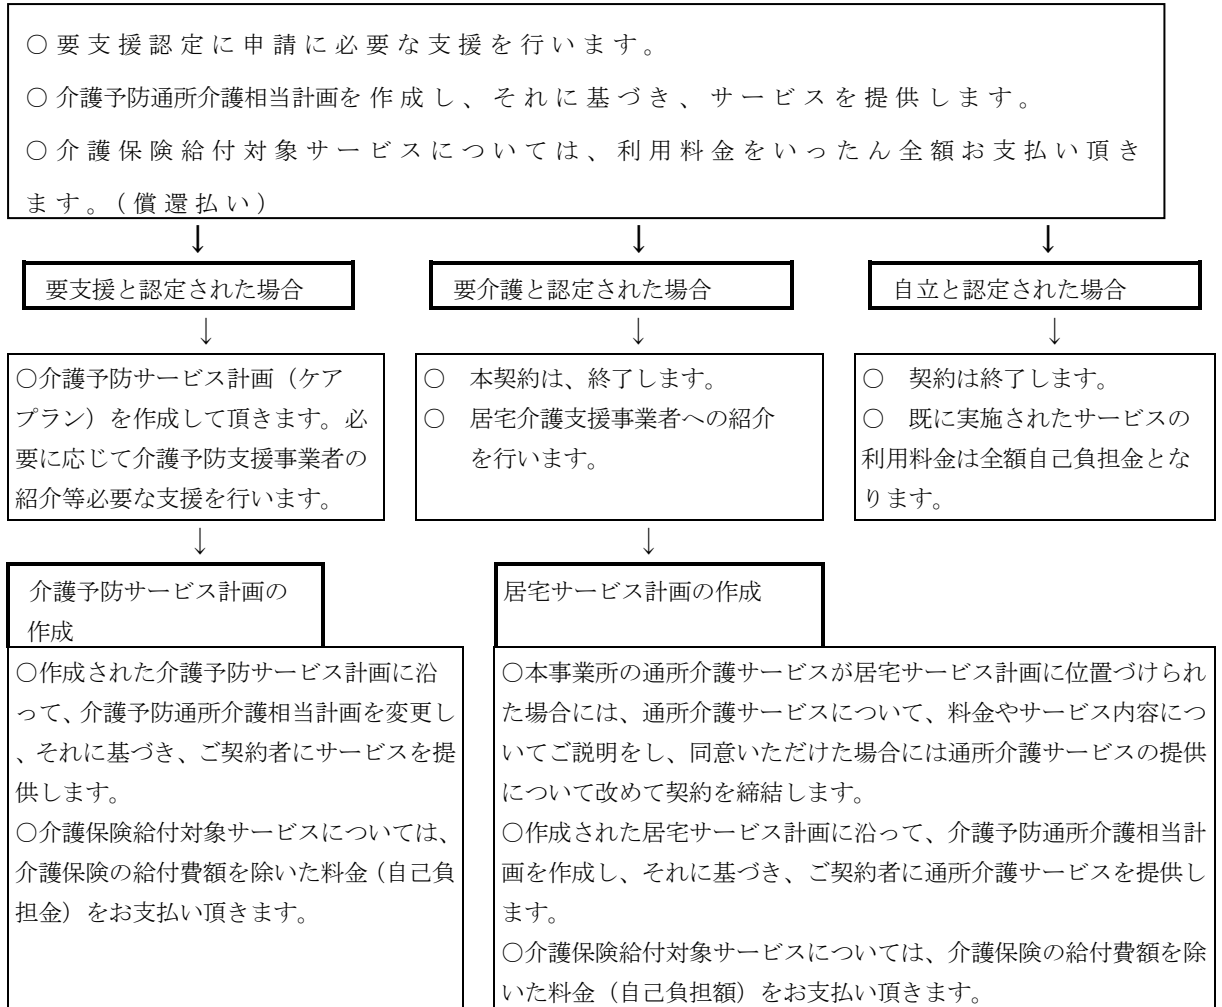 ○要支援認定に申請に必要な支援を行います。
○介護予防通所介護相当計画を作成し、それに基づき、サービスを提供します。
○介護保険給付対象サービスについては、利用料金をいったん全額お支払い頂き
ます。(償還払い)
↓ ↓ ↓
要支援と認定された場合
要介護と認定された場合
自立と認定された場合
↓ ↓ ↓
○介護予防サービス計画（ケア
プラン）を作成して頂きます。必
要に応じて介護予防支援事業者の
紹介等必要な支援を行います。
○　本契約は、終了します。
○　居宅介護支援事業者への紹介
を行います。
○　契約は終了します。
○　既に実施されたサービスの
利用料金は全額自己負担金とな
ります。
↓ ↓
介護予防サービス計画の
作成
○作成された介護予防サービス計画に沿
って、介護予防通所介護相当計画を変更し
、それに基づき、ご契約者にサービスを提
供します。
○介護保険給付対象サービスについては、
介護保険の給付費額を除いた料金（自己負
担金）をお支払い頂きます。
居宅サービス計画の作成
○本事業所の通所介護サービスが居宅サービス計画に位置づけられ
た場合には、通所介護サービスについて、料金やサービス内容につ
いてご説明をし、同意いただけた場合には通所介護サービスの提供
について改めて契約を締結します。
○作成された居宅サービス計画に沿って、介護予防通所介護相当計
画を作成し、それに基づき、ご契約者に通所介護サービスを提供し
ます。
○介護保険給付対象サービスについては、介護保険の給付費額を除
いた料金（自己負担額）をお支払い頂きます。